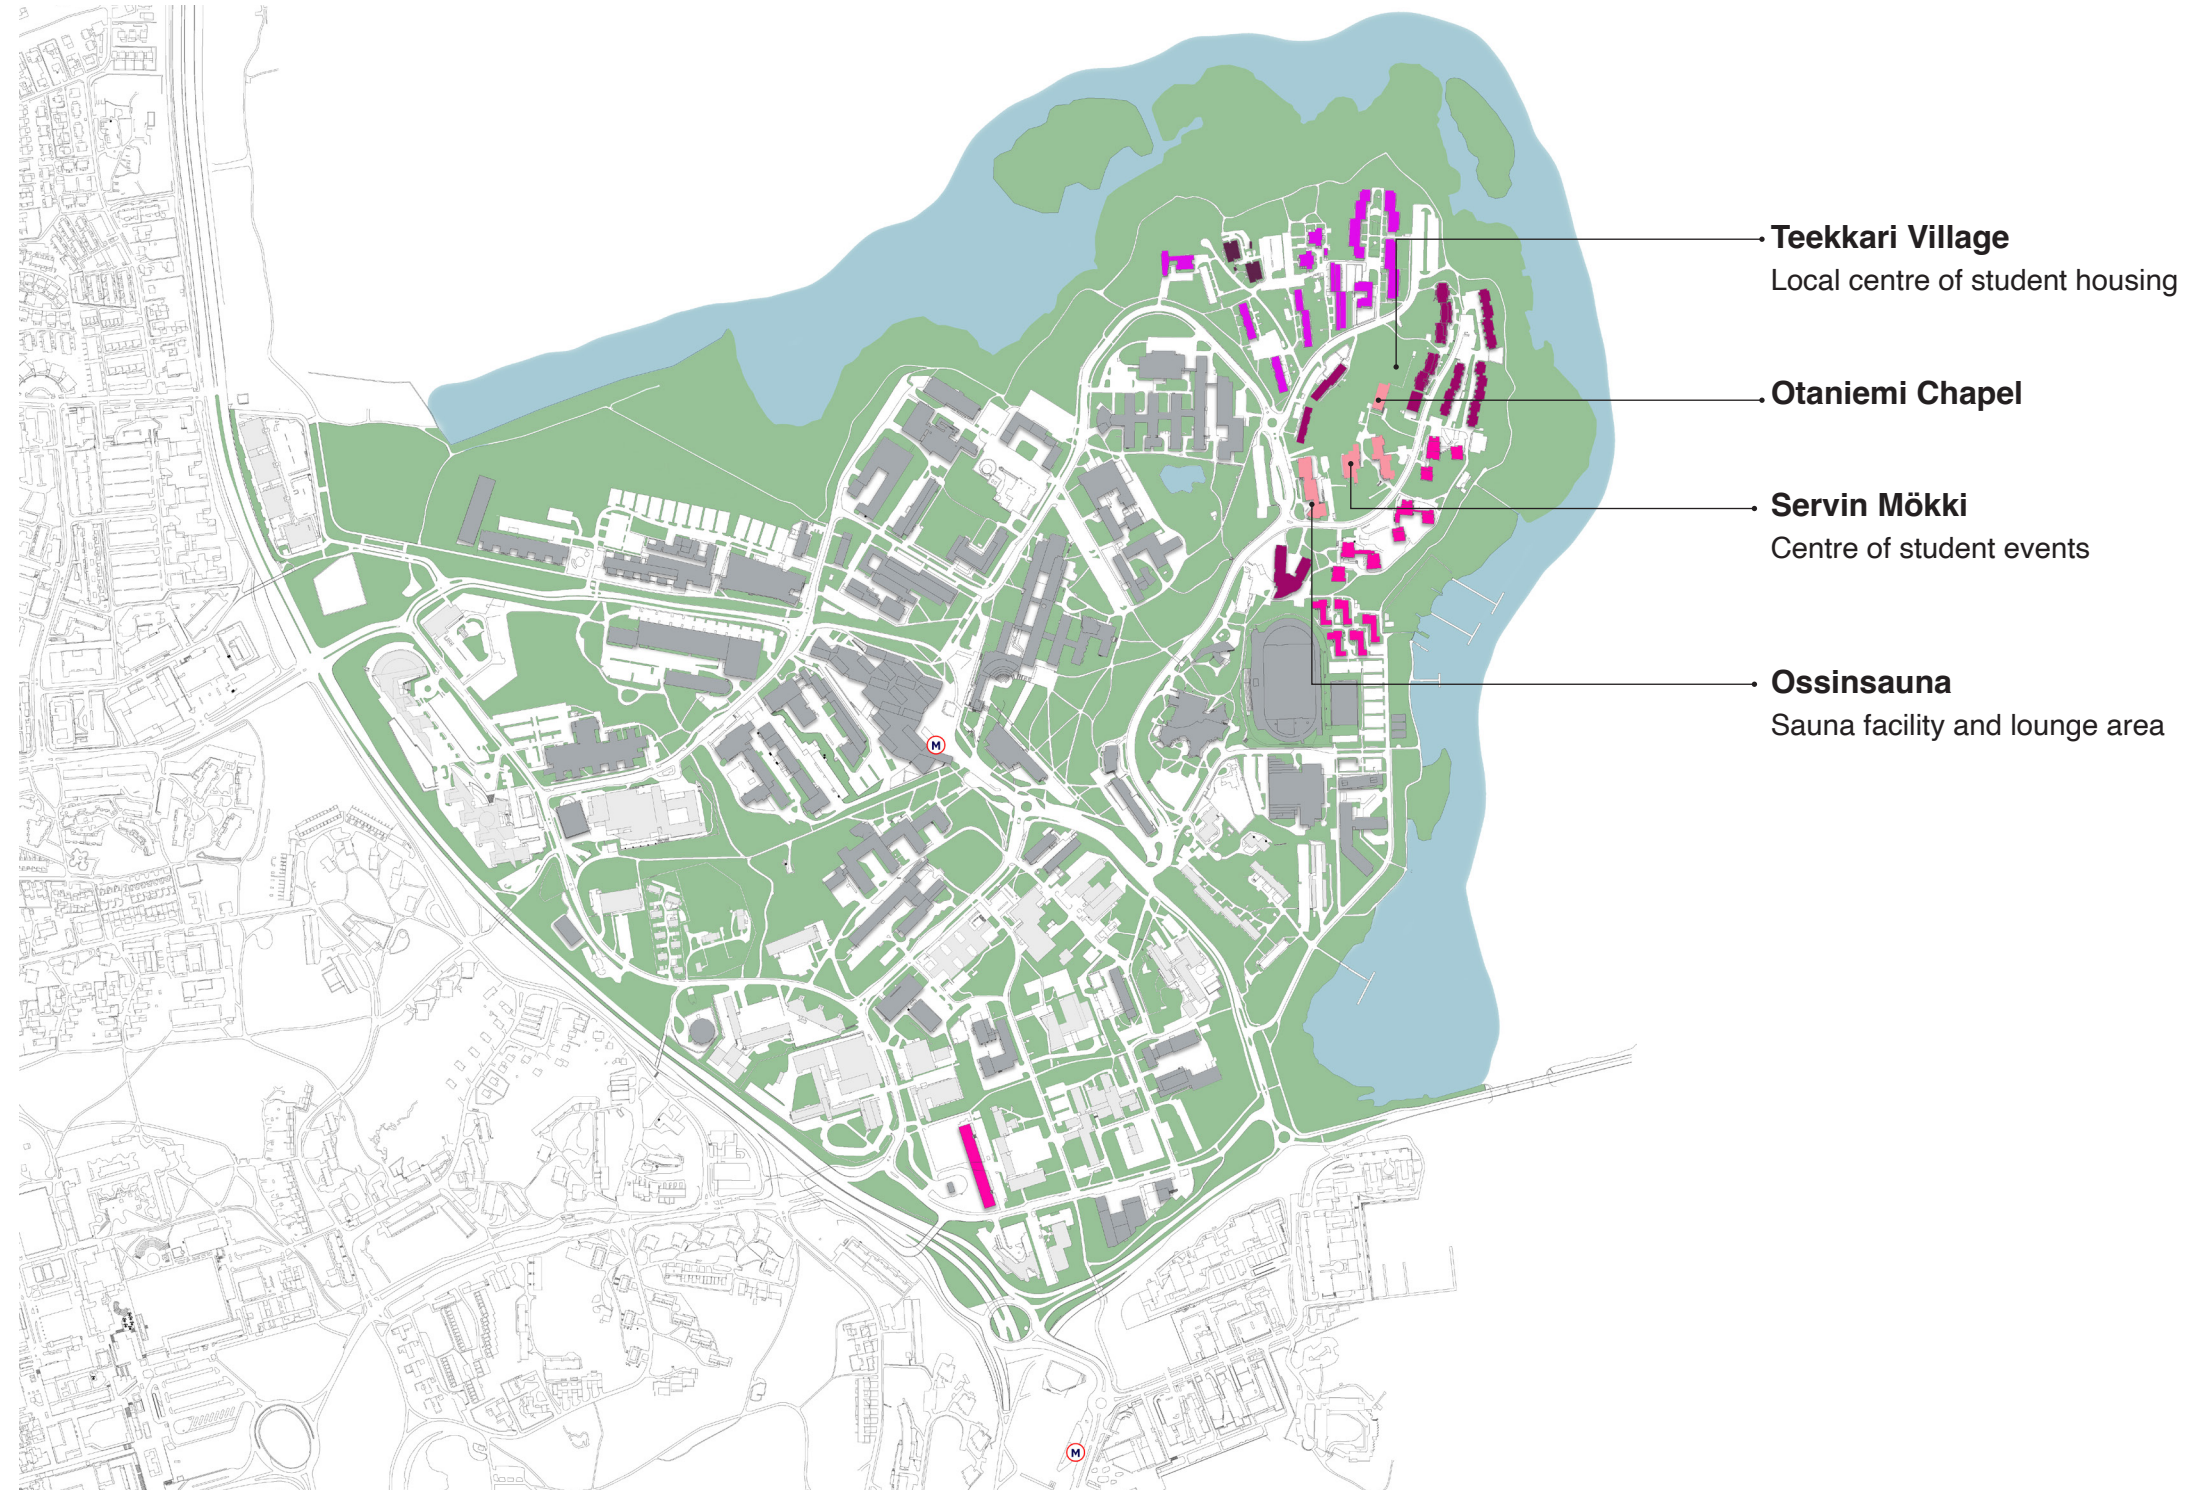 Teekkari Village
Local centre of student housing
Otaniemi Chapel
Servin Mökki
Centre of student events
Ossinsauna
Sauna facility and lounge area
M
M